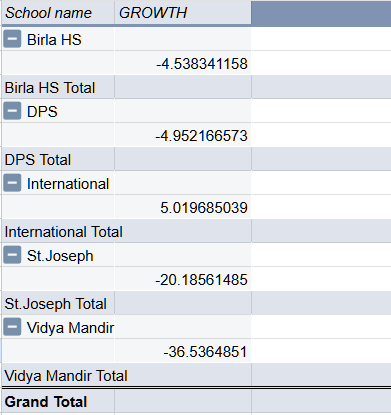 School name GROWTH
Birla HS
-4.538341158
Birla HS Total
DPS
-4.952166573
DPS Total
International
5.019685039
International Total
St.Joseph
-20.18561485
St.Joseph Total
Vidya Mandir
-36.5364851
Vidya Mandir Total
Grand Total